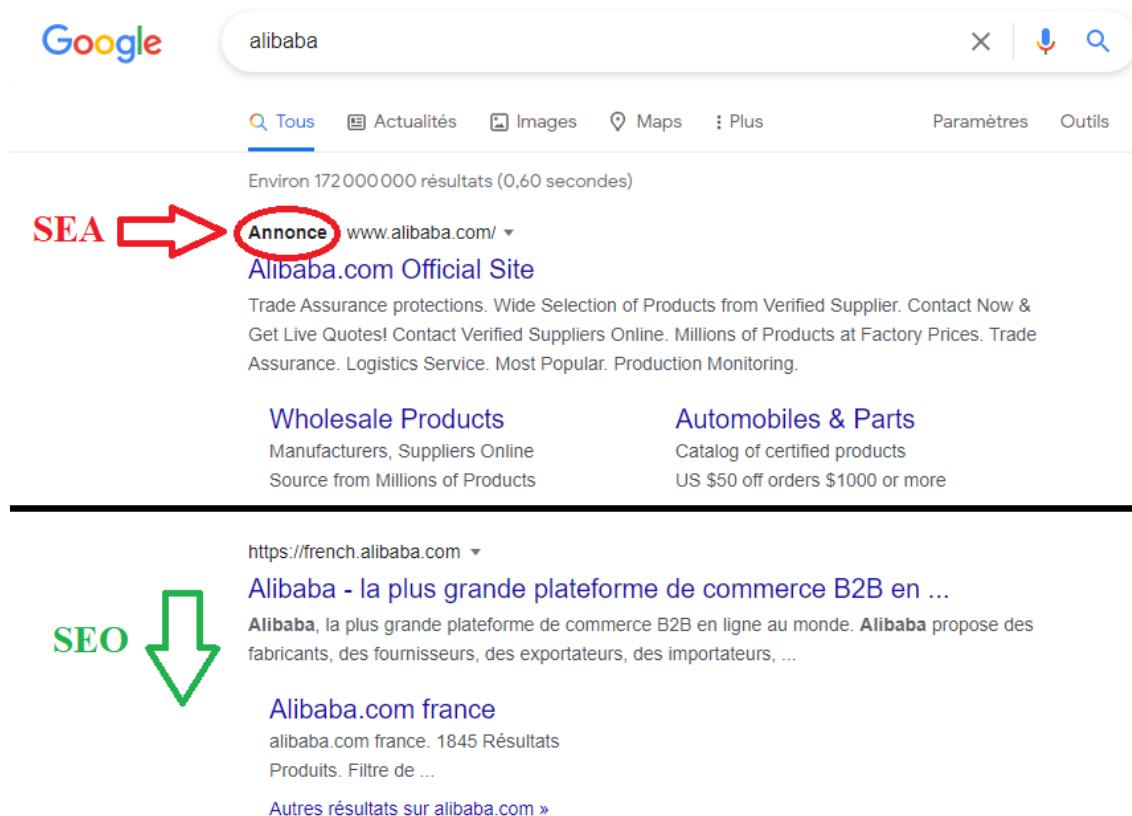 Google alibaba
Tous Actualités Images Maps Plus Paramètres Outils
Environ 172 000 000 résultats (0,60 secondes)
SEA Annonce www.alibaba.com/
Alibaba.com Official Site
Trade Assurance protections. Wide Selection of Products from Verified Supplier. Contact Now &
Get Live Quotes! Contact Verified Suppliers Online. Millions of Products at Factory Prices. Trade
Assurance. Logistics Service. Most Popular. Production Monitoring.
Wholesale Products
Manufacturers, Suppliers Online
Source from Millions of Products
Automobiles & Parts
Catalog of certified products
US $50 off orders $1000 or more
https://french.alibaba.com
Alibaba - la plus grande plateforme de commerce B2B en ...
SEO
Alibaba, la plus grande plateforme de commerce B2B en ligne au monde. Alibaba propose des
fabricants, des fournisseurs, des exportateurs, des importateurs, ...
Alibaba.com france
alibaba.com france. 1845 Résultats
Produits. Filtre de ...
Autres résultats sur alibaba.com »